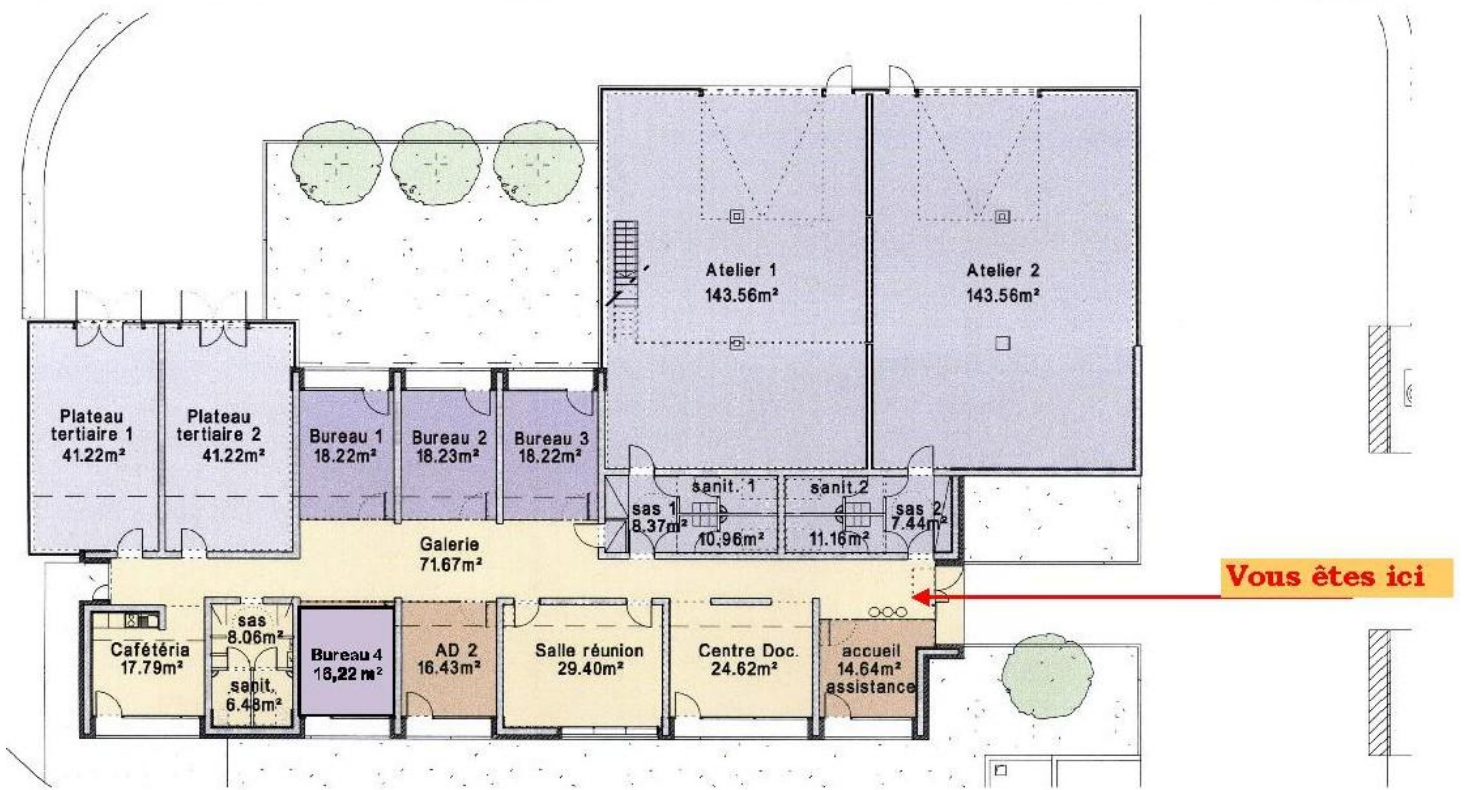 Atelier 1
143.56m²
Atelier 2
143.56m²
Plateau
tertiaire 1
41.22m²
Plateau
tertiaire 2
41.22m²
Bureau 1
18.22m²
Bureau 2
18.23m²
Bureau 3
18.22m²
sas 1
8.37m²
sanit. 1
10,96m²
sanit.2
11.16m²
sas 2
7.44m²
Galerie
71.67m²
Vous êtes ici
Cafétéria
17.79m²
sas
8.06m²
sanit.
6.48m²
Bureau 4
16,22 m²
AD 2
16.43m²
Salle réunion
29.40m²
Centre Doc.
24.62m²
accueil
14.64m²
assistance